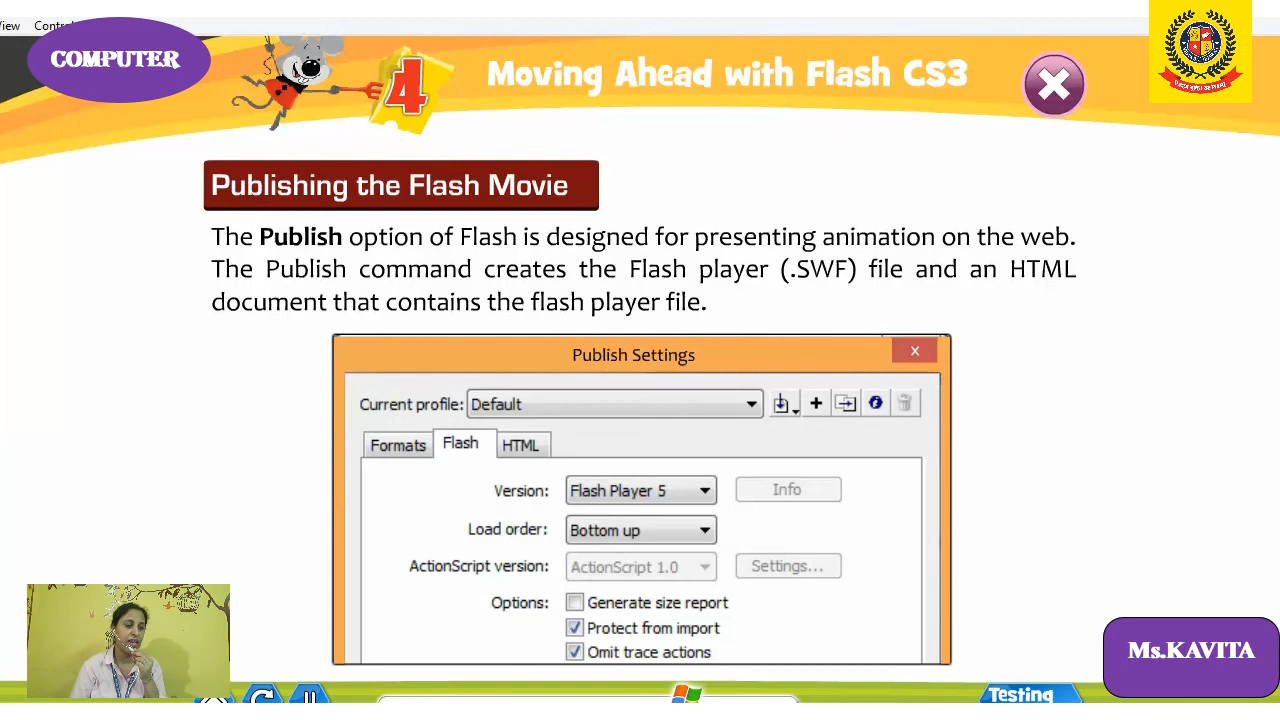 View Control
COMPUTER
4
Moving Ahead with Flash CS3
Publishing the Flash Movie
The Publish option of Flash is designed for presenting animation on the web.
The Publish command creates the Flash player (.SWF) file and an HTML
document that contains the flash player file.
Publish Settings
x
Current profile: Default
Formats Flash HTML
Version: Flash Player 5 Info
Load order: Bottom up
ActionScript version: ActionScript 1.0 Settings...
Options: Generate size report
Protect from import
Omit trace actions
Ms.KAVITA
Testing